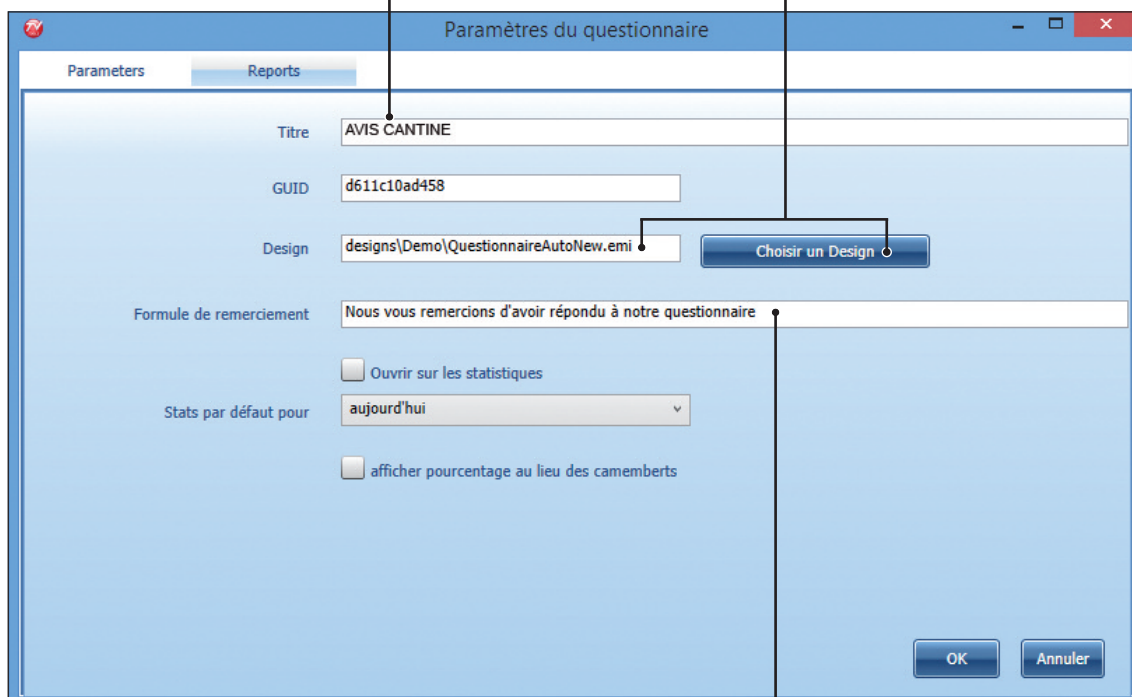 Paramètres du questionnaire
Parameters Reports
Titre AVIS CANTINE
GUID d611c10ad458
Design designs\Demo\QuestionnaireAutoNew.emi Choisir un Design
Formule de remerciement Nous vous remercions d'avoir répondu à notre questionnaire
Ouvrir sur les statistiques
Stats par défaut pour aujourd'hui
afficher pourcentage au lieu des camemberts
OK Annuler